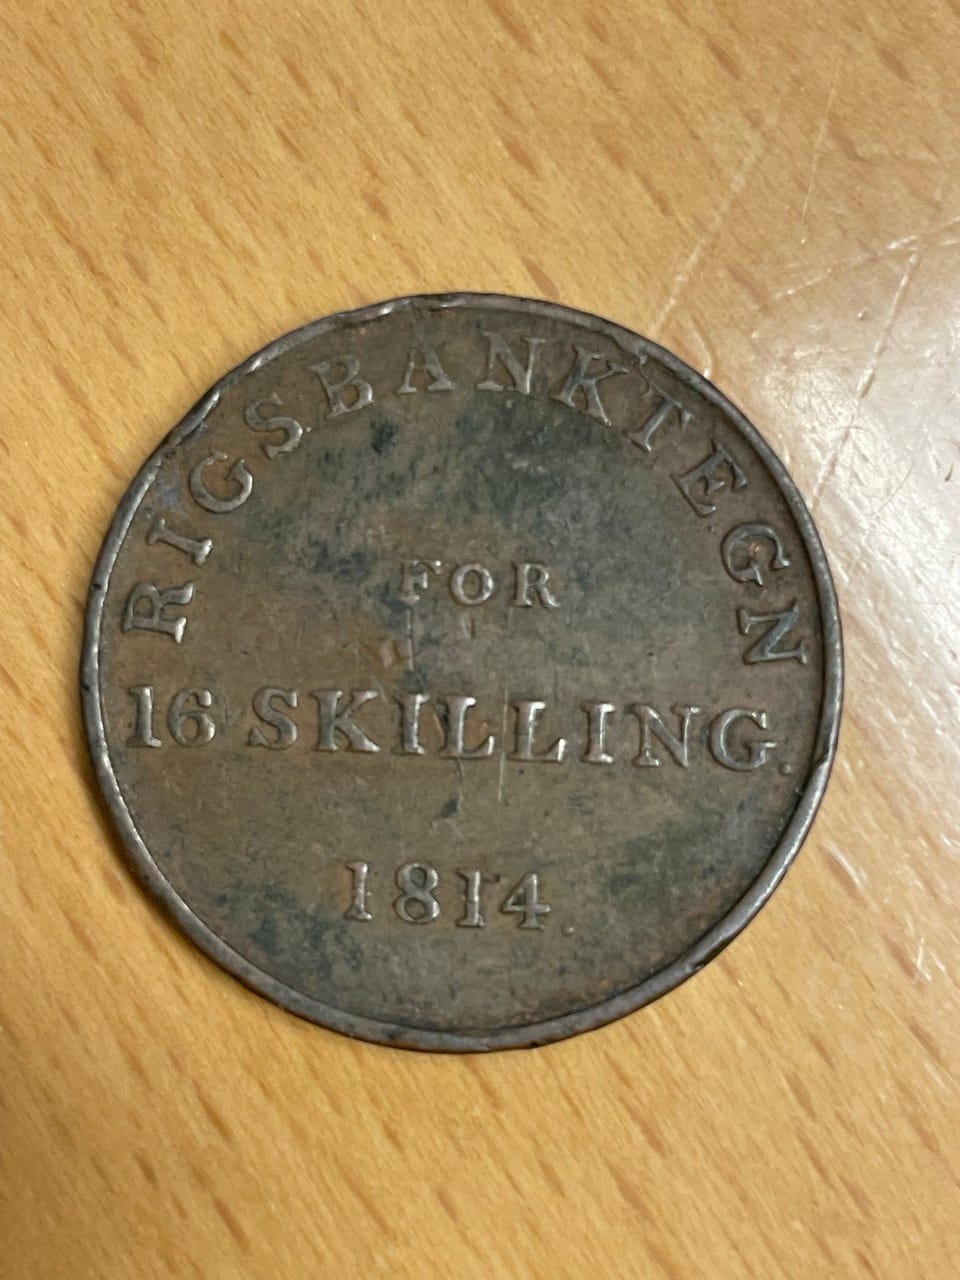 RIGSBANKTEGN
FOR
16 SKILLING.
1814.